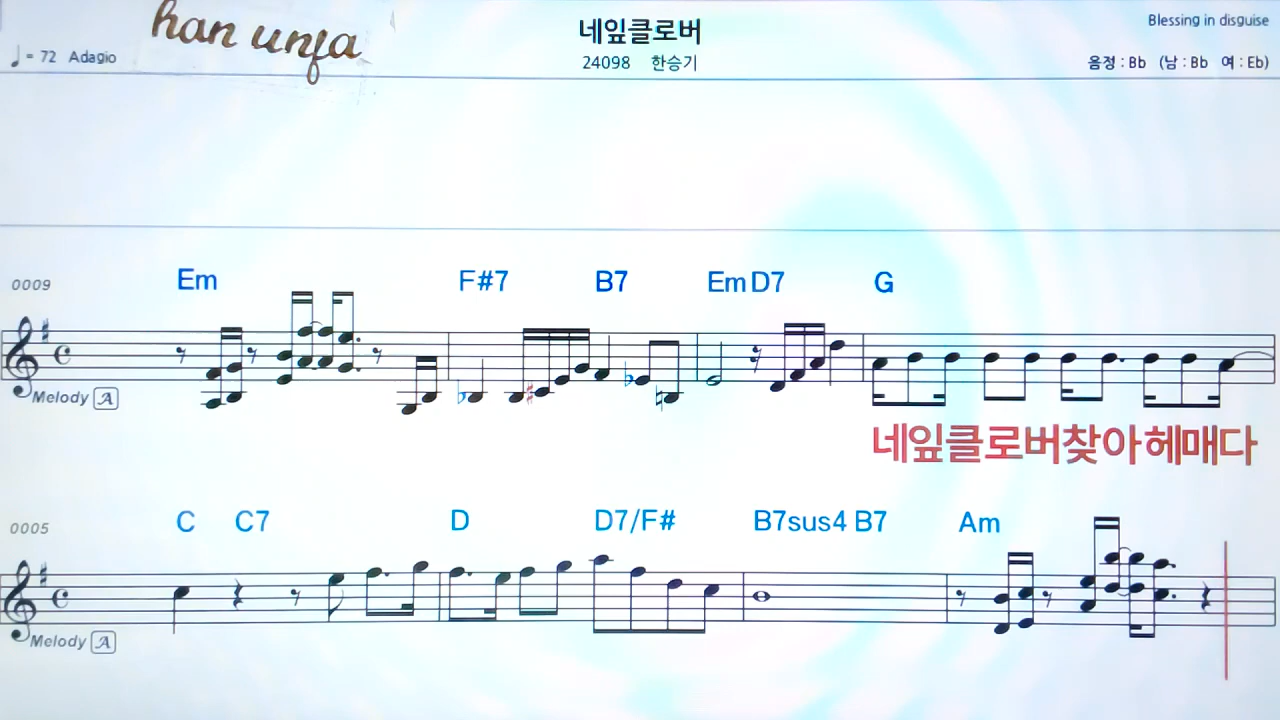 han unja
네잎클로버
Blessing in disguise
♩ = 72 Adagio
24098 한승기
음정 : Bb (남 : Bb 여 : Eb)
0009
Em F#7 B7 Em D7 G
Melody A
네잎클로버찾아헤매다
0005
C C7 D D7/F# B7sus4 B7 Am
Melody A